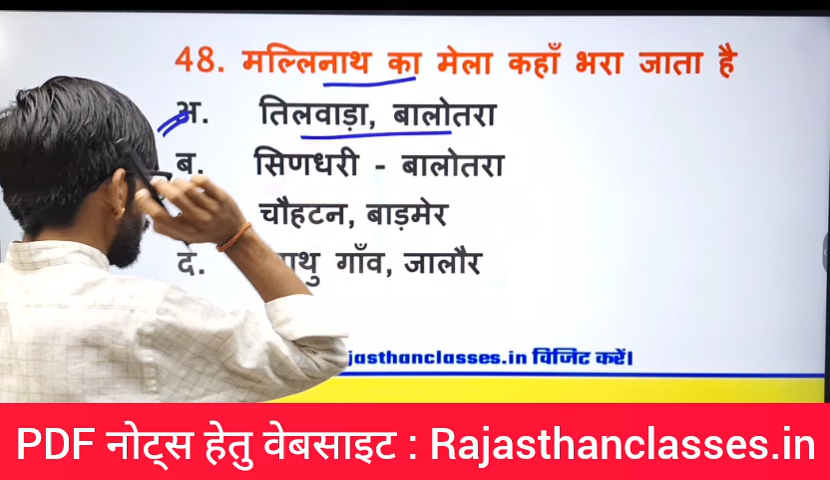 48. मल्लिनाथ का मेला कहाँ भरा जाता है
अ. तिलवाड़ा, बालोतरा
ब. सिणधरी - बालोतरा
चौहटन, बाड़मेर
द. गाँव, जालौर
jasthanclasses.in विजिट करें।
PDF नोट्स हेतु वेबसाइट : Rajasthanclasses.in